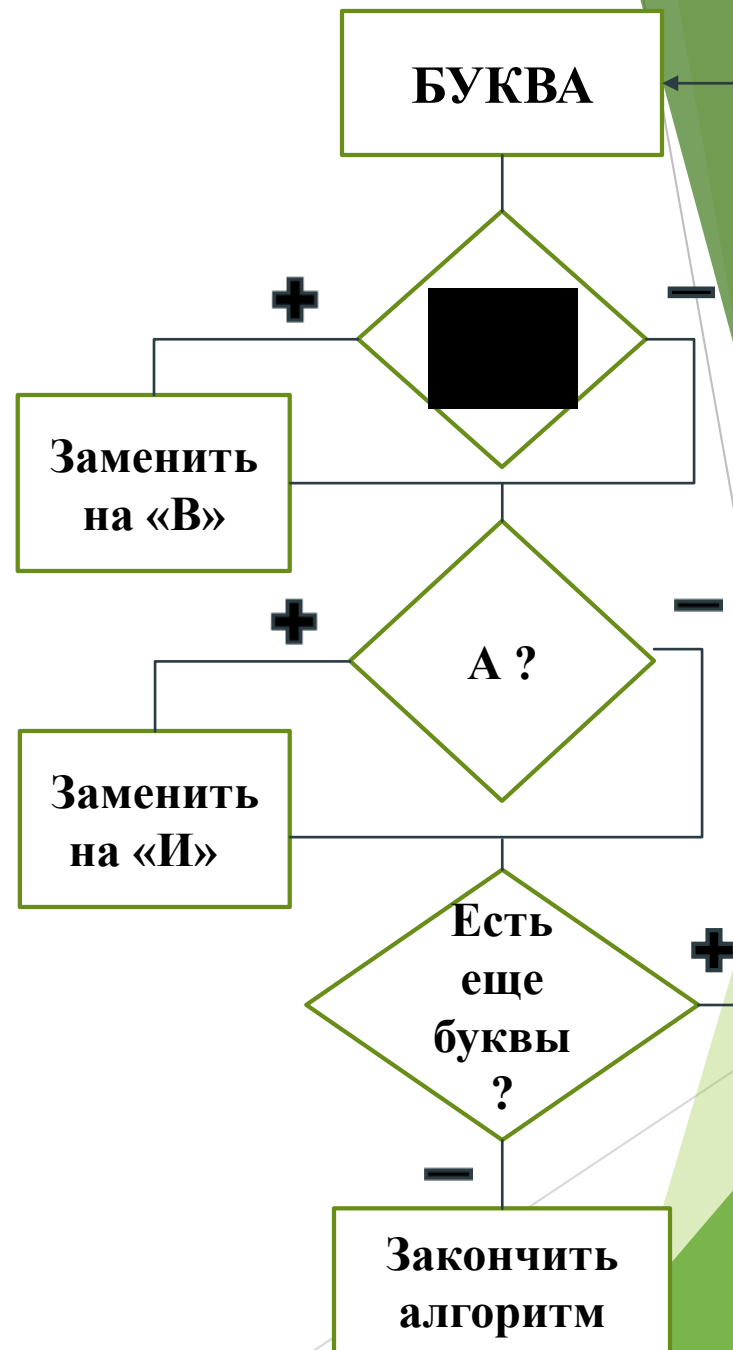 БУКВА
+
−
Заменить
на «В»
+
−
А ?
Заменить
на «И»
Есть
еще
буквы
?
+
−
Закончить
алгоритм